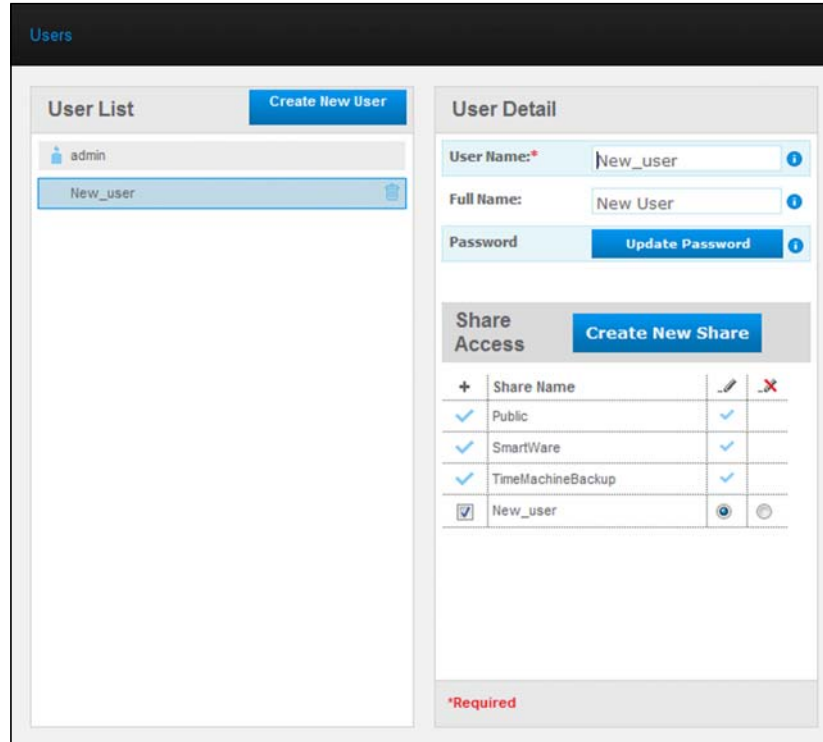 Users
User List
Create New User
admin
New_user
User Detail
User Name:*
New_user
Full Name:
New User
Password
Update Password
Share
Access
Create New Share
+ Share Name
Public
SmartWare
TimeMachineBackup
New_user
*Required